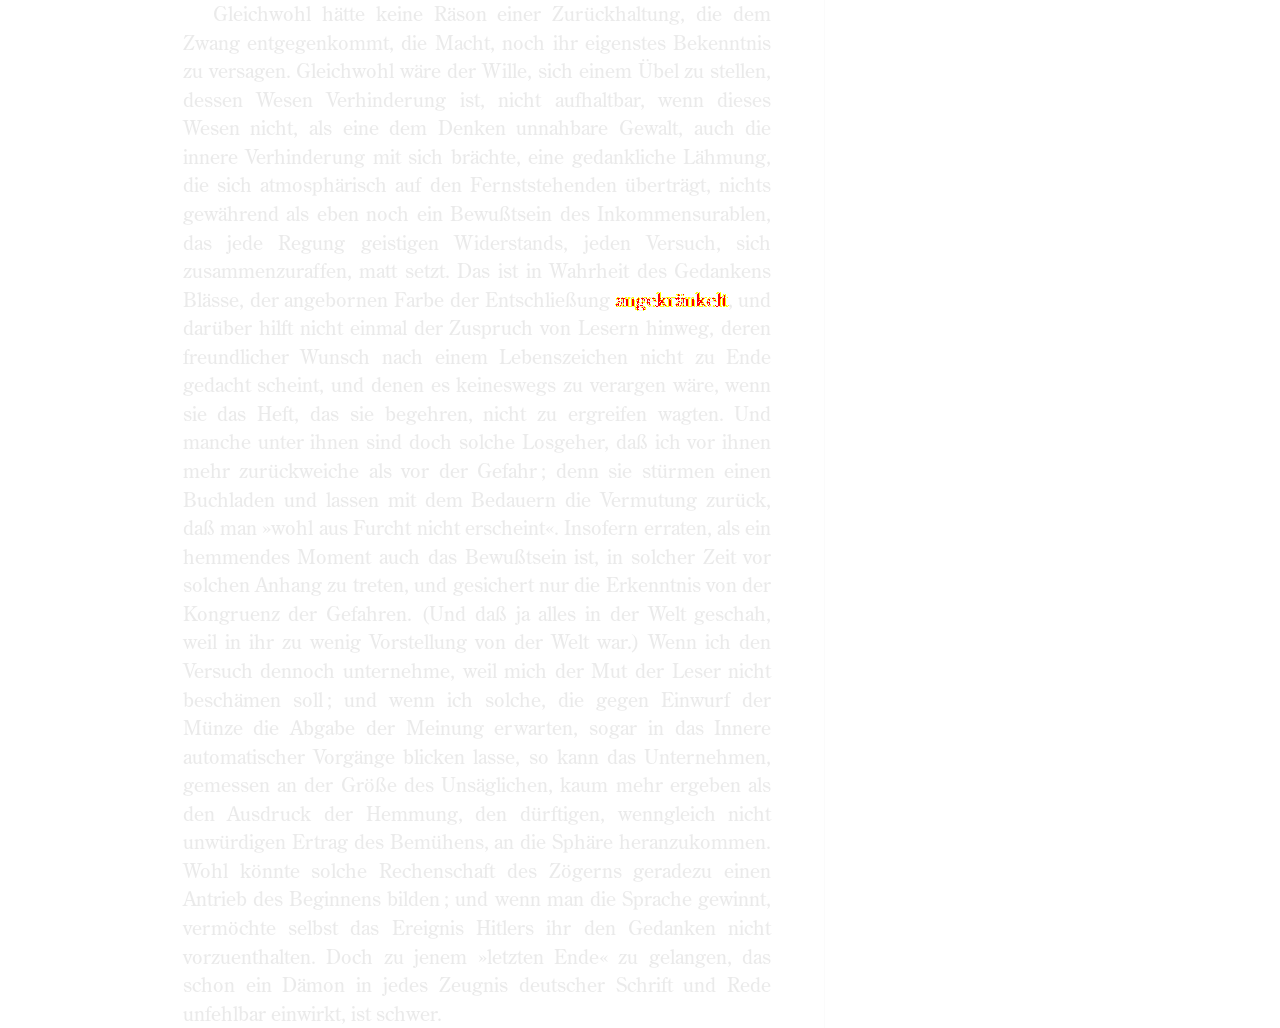 Gleichwohl hätte keine Räson einer Zurückhaltung, die dem
Zwang entgegenkommt, die Macht, noch ihr eigenstes Bekenntnis
zu versagen. Gleichwohl wäre der Wille, sich einem Übel zu stellen,
dessen Wesen Verhinderung ist, nicht aufhaltbar, wenn dieses
Wesen nicht, als eine dem Denken unnahbare Gewalt, auch die
innere Verhinderung mit sich brächte, eine gedankliche Lähmung,
die sich atmosphärisch auf den Fernststehenden überträgt, nichts
gewährend als eben noch ein Bewußtsein des Inkommensurablen,
das jede Regung geistigen Widerstands, jeden Versuch, sich
zusammenzuraffen, matt setzt. Das ist in Wahrheit des Gedankens
Blässe, der angebornen Farbe der Entschließung angekränkelt, und
darüber hilft nicht einmal der Zuspruch von Lesern hinweg, deren
freundlicher Wunsch nach einem Lebenszeichen nicht zu Ende
gedacht scheint, und denen es keineswegs zu verargen wäre, wenn
sie das Heft, das sie begehren, nicht zu ergreifen wagten. Und
manche unter ihnen sind doch solche Losgeher, daß ich vor ihnen
mehr zurückweiche als vor der Gefahr ; denn sie stürmen einen
Buchladen und lassen mit dem Bedauern die Vermutung zurück,
daß man »wohl aus Furcht nicht erscheint«. Insofern erraten, als ein
hemmendes Moment auch das Bewußtsein ist, in solcher Zeit vor
solchen Anhang zu treten, und gesichert nur die Erkenntnis von der
Kongruenz der Gefahren. (Und daß ja alles in der Welt geschah,
weil in ihr zu wenig Vorstellung von der Welt war.) Wenn ich den
Versuch dennoch unternehme, weil mich der Mut der Leser nicht
beschämen soll ; und wenn ich solche, die gegen Einwurf der
Münze die Abgabe der Meinung erwarten, sogar in das Innere
automatischer Vorgänge blicken lasse, so kann das Unternehmen,
gemessen an der Größe des Unsäglichen, kaum mehr ergeben als
den Ausdruck der Hemmung, den dürftigen, wenngleich nicht
unwürdigen Ertrag des Bemühens, an die Sphäre heranzukommen.
Wohl könnte solche Rechenschaft des Zögerns geradezu einen
Antrieb des Beginnens bilden ; und wenn man die Sprache gewinnt,
vermöchte selbst das Ereignis Hitlers ihr den Gedanken nicht
vorzuenthalten. Doch zu jenem »letzten Ende« zu gelangen, das
schon ein Dämon in jedes Zeugnis deutscher Schrift und Rede
unfehlbar einwirkt, ist schwer.